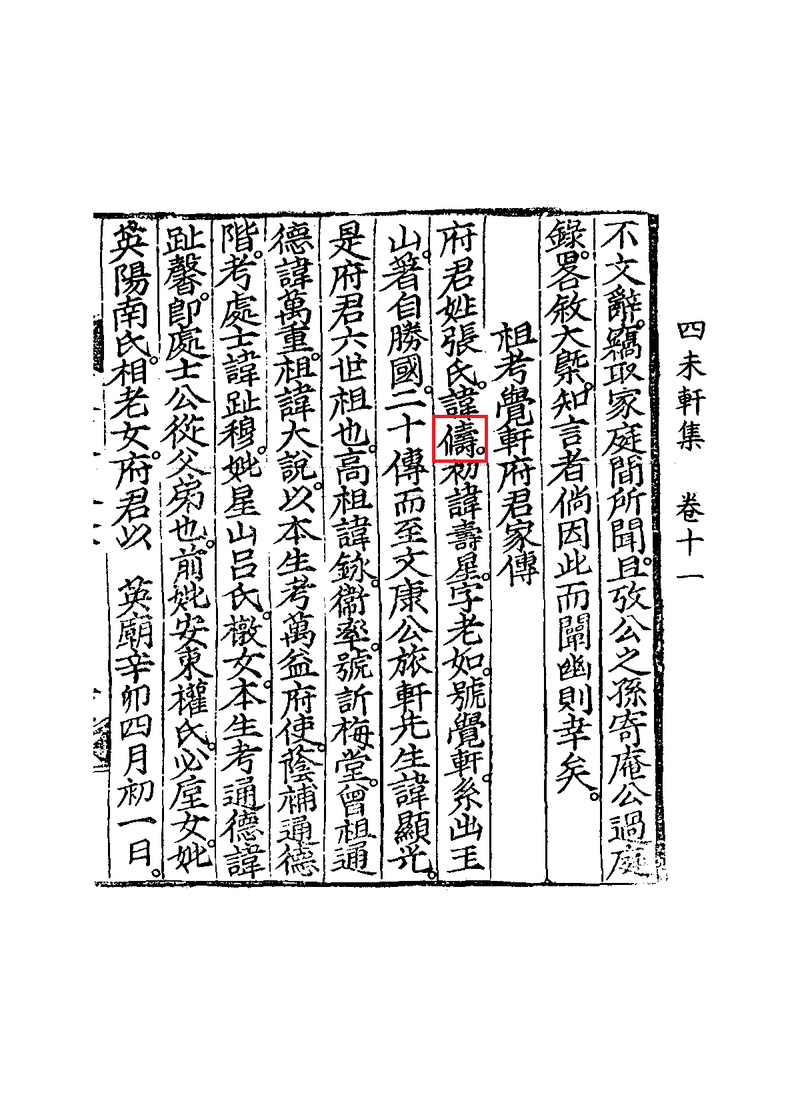 四未軒集 卷十一
不文辭。竊取家庭間所聞。且攷公之孫寄庵公過庭
錄。畧敘大槩。知言者倘因此而闡幽則幸矣。
祖考覺軒府君家傳
府君姓張氏。諱儔。初諱壽星。字老如。號覺軒。系出玉
山。著自勝國。二十傳而至文康公旅軒先生諱顯光。
是府君六世祖也。高祖諱銢。衛率。號訢梅堂。曾祖通
德諱萬重。祖諱大說。以本生考萬益府使。蔭補通德
階。考處士諱趾穆。妣星山呂氏。檄女。本生考通德諱
趾馨。卽處士公從父弟也。前妣安東權氏。必垕女。妣
英陽南氏。相老女。府君以 英廟辛卯四月初一日。